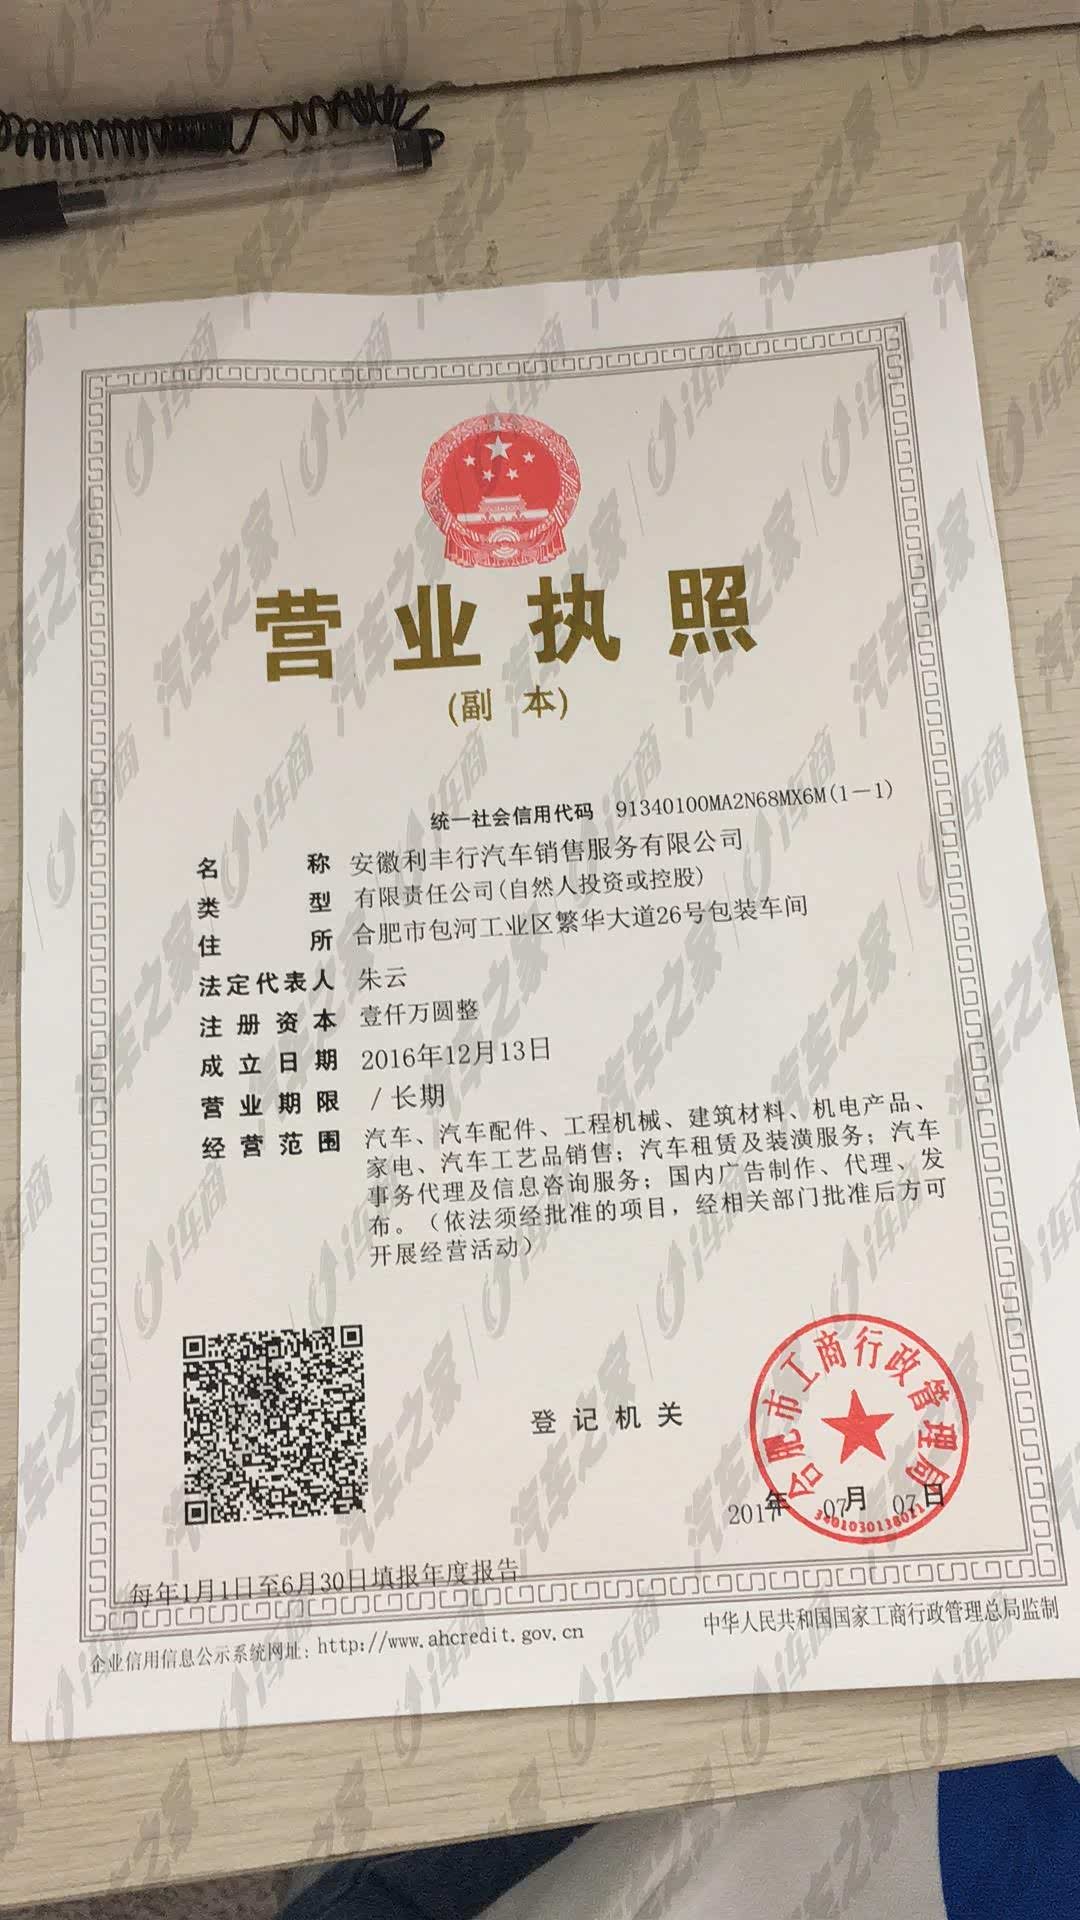 营业执照
(副 本)
统一社会信用代码 91340100MA2N68MX6M(1-1)
名称 安徽利丰行汽车销售服务有限公司
类型 有限责任公司(自然人投资或控股)
住所 合肥市包河工业区繁华大道26号包装车间
法定代表人 朱云
注册资本 壹仟万圆整
成立日期 2016年12月13日
营业期限 / 长期
经营范围 汽车、汽车配件、工程机械、建筑材料、机电产品、
家电、汽车工艺品销售；汽车租赁及装潢服务；汽车
事务代理及信息咨询服务；国内广告制作、代理、发
布。（依法须经批准的项目，经相关部门批准后方可
开展经营活动）
登记机关
合肥市工商行政管理局
2017年 07月 07日
每年1月1日至6月30日填报年度报告
企业信用信息公示系统网址: http://www.ahcredit.gov.cn
中华人民共和国国家工商行政管理总局监制
汽车之家
i车商